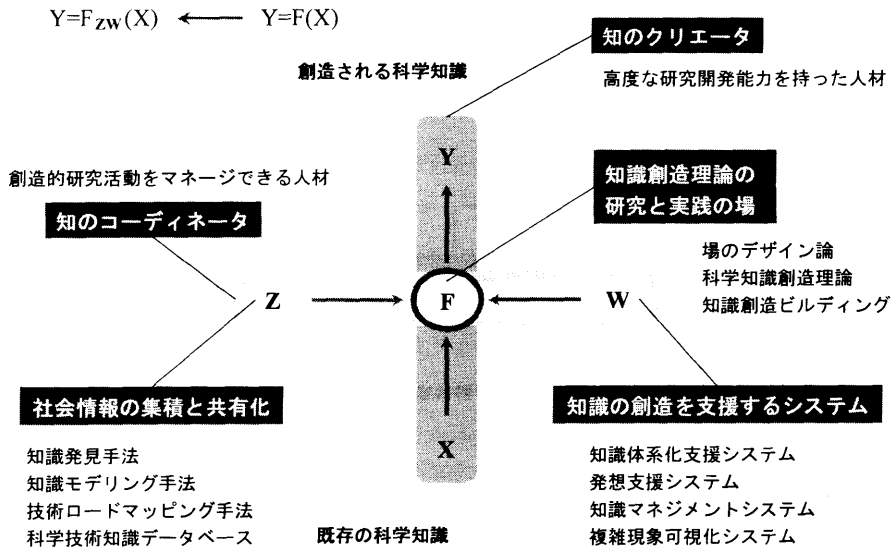 Y=F_ZW(X) ← Y=F(X)
知のクリエータ
創造される科学知識
高度な研究開発能力を持った人材
Y
創造的研究活動をマネージできる人材
知識創造理論の
研究と実践の場
知のコーディネータ
場のデザイン論
科学知識創造理論
知識創造ビルディング
Z
F
W
社会情報の集積と共有化
知識の創造を支援するシステム
X
知識発見手法
知識モデリング手法
技術ロードマッピング手法
科学技術知識データベース
知識体系化支援システム
発想支援システム
知識マネジメントシステム
複雑現象可視化システム
既存の科学知識